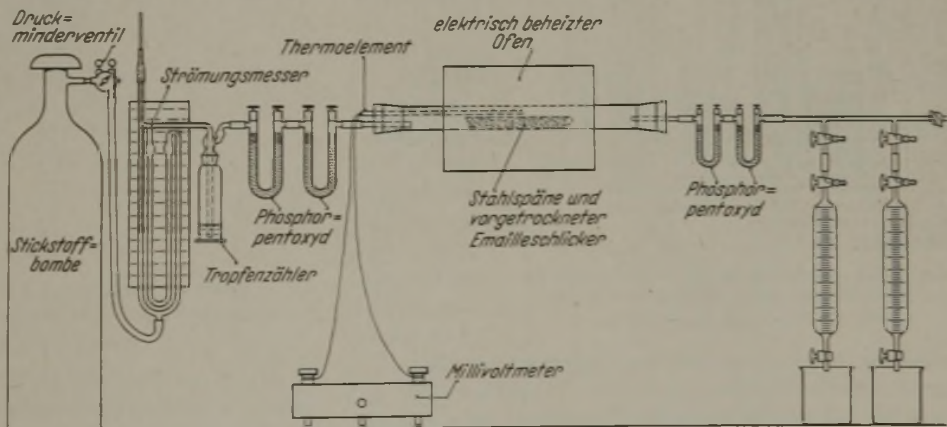 Druck=
minderventil
Strömungsmesser
Thermoelement
elektrisch beheizter
Ofen
Stickstoff=
bombe
Phosphor=
pentoxyd
Tropfenzähler
Stahlspäne und
vorgetrockneter
Emailleschlicker
Phosphor=
pentoxyd
Millivoltmeter